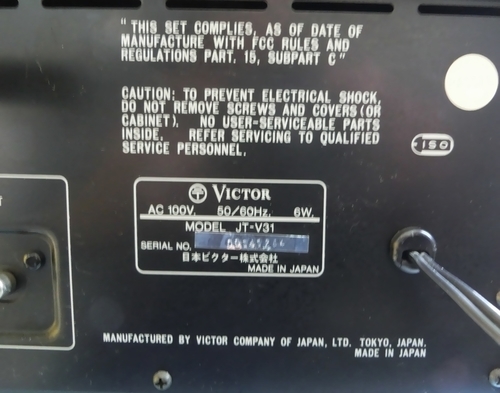 "THIS SET COMPLIES, AS OF DATE OF
MANUFACTURE WITH FCC RULES AND
REGULATIONS PART. 15, SUBPART C"
CAUTION: TO PREVENT ELECTRICAL SHOCK,
DO NOT REMOVE SCREWS AND COVERS (OR
CABINET). NO USER-SERVICEABLE PARTS
INSIDE. REFER SERVICING TO QUALIFIED
SERVICE PERSONNEL.
ISO
VICTOR
AC 100V. 50/60Hz. 6W.
MODEL JT-V31
SERIAL NO.
日本ビクター株式会社
MADE IN JAPAN
MANUFACTURED BY VICTOR COMPANY OF JAPAN, LTD. TOKYO, JAPAN.
MADE IN JAPAN